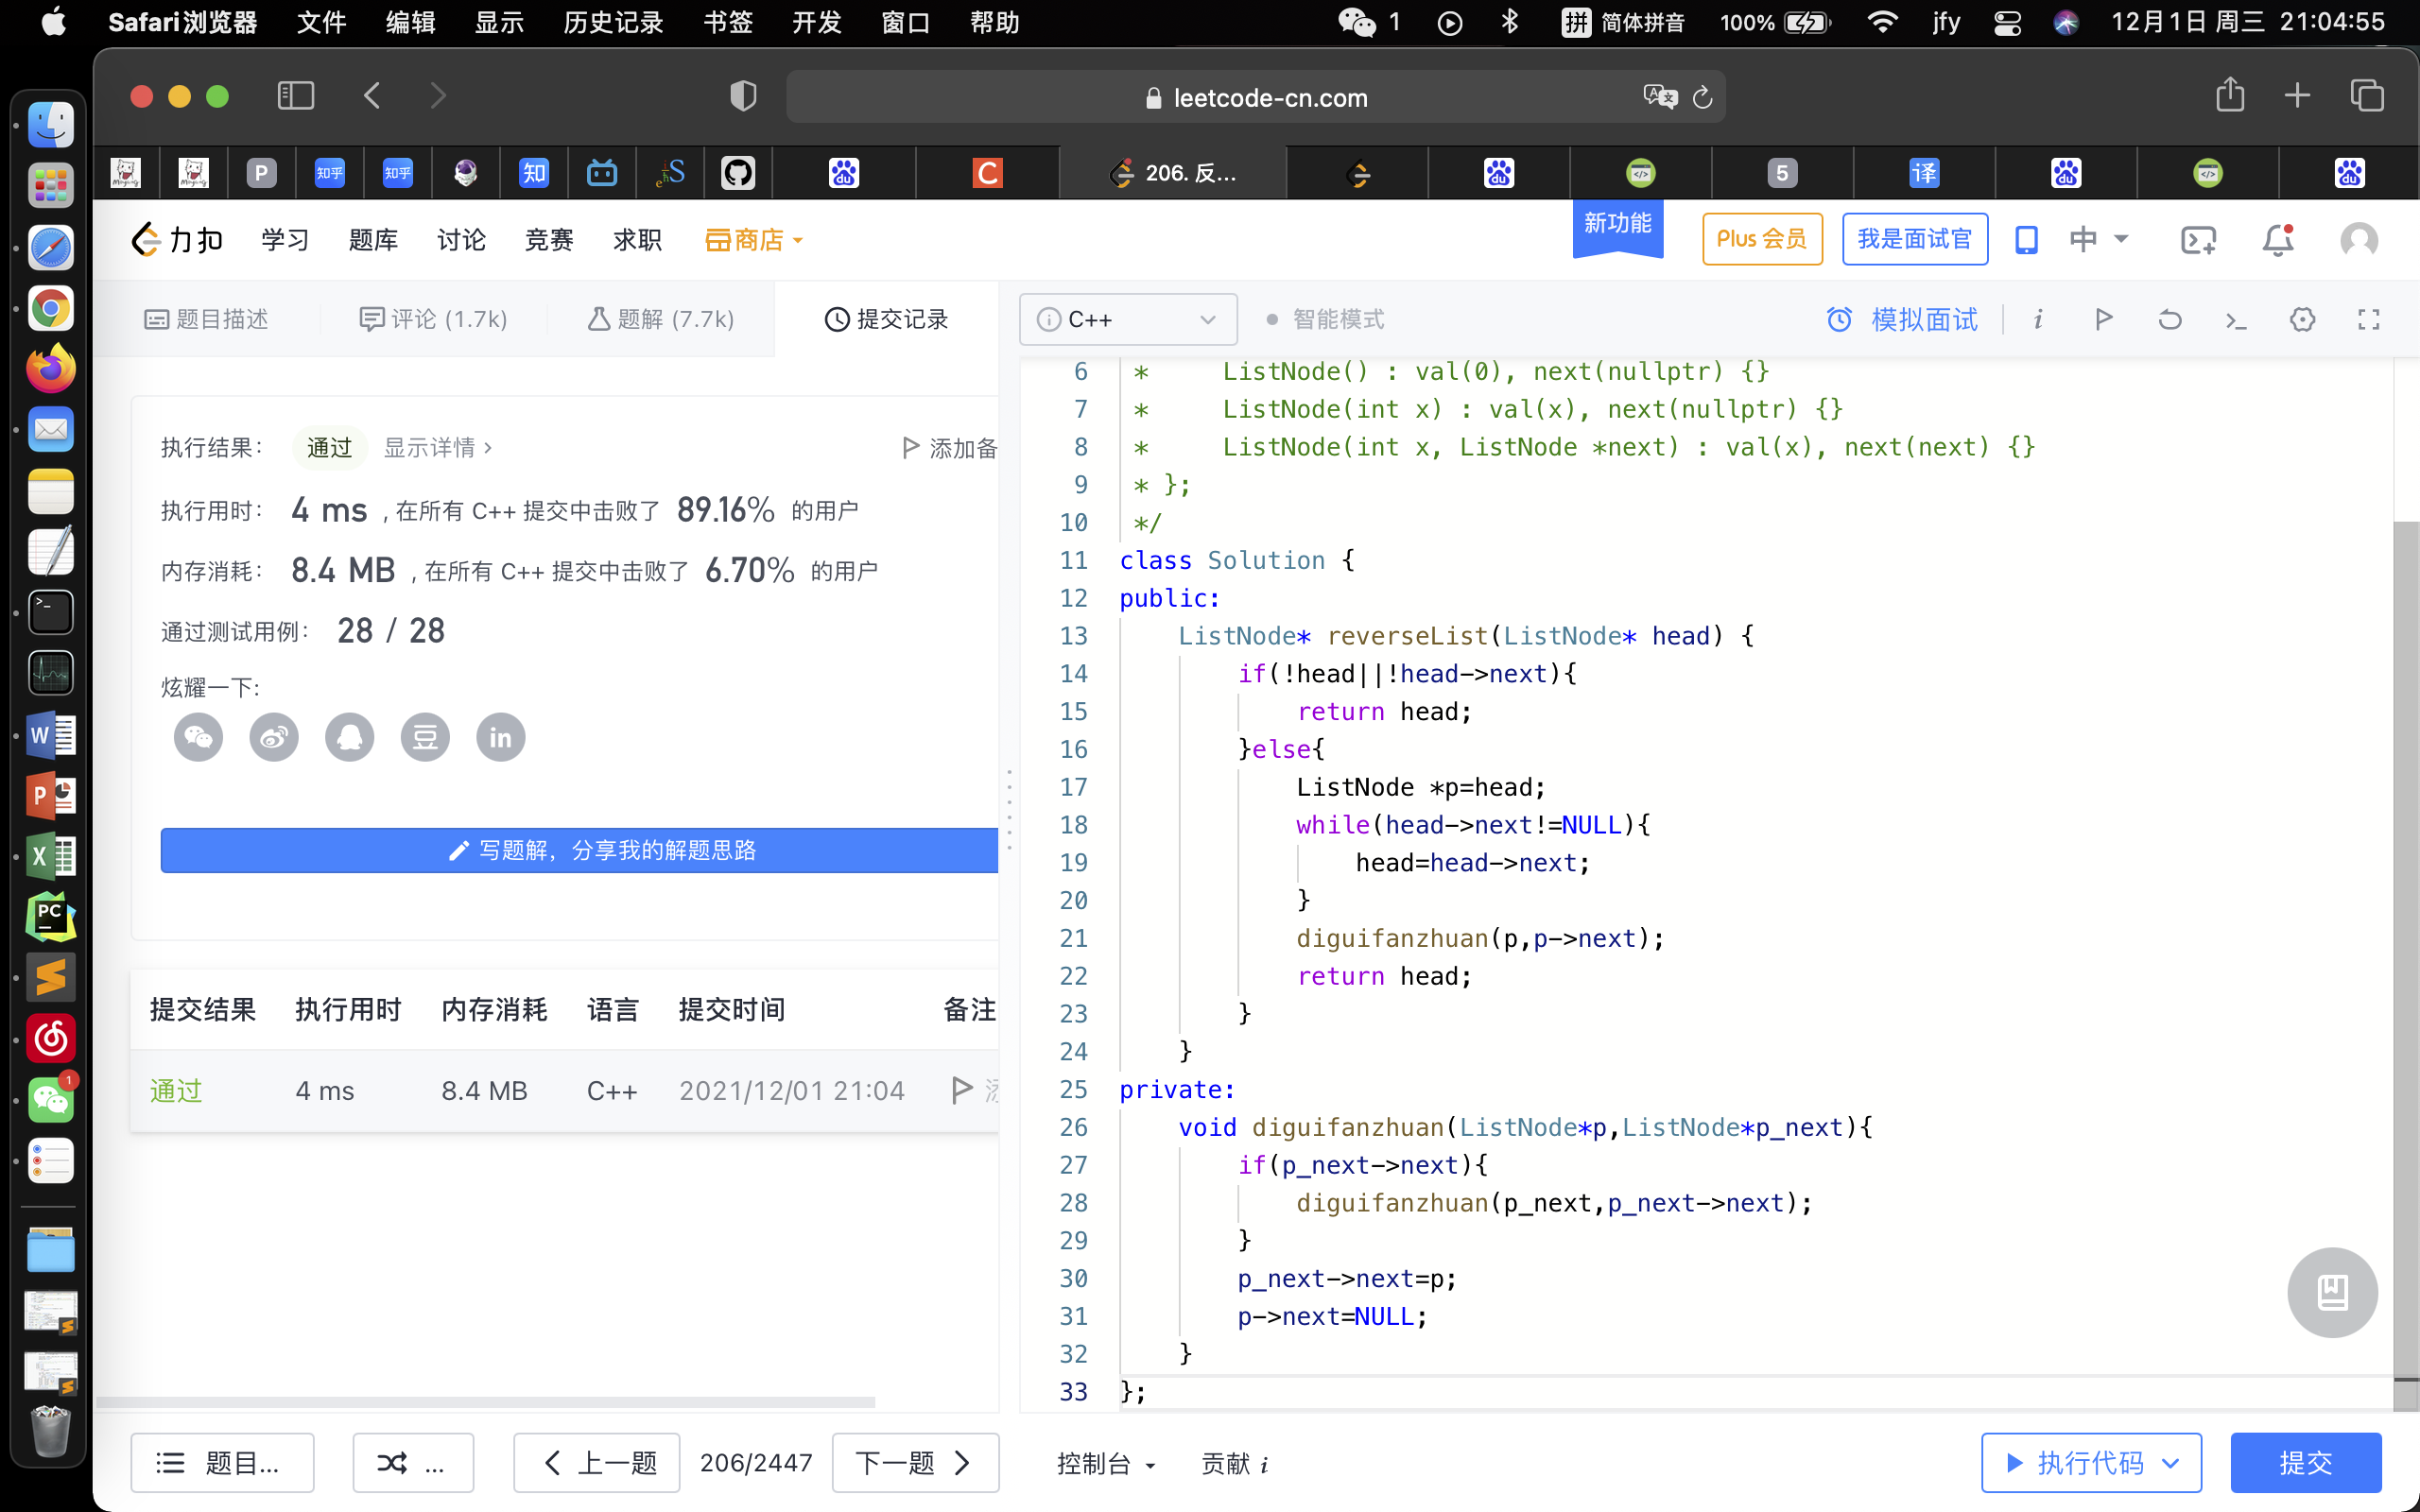 Safari浏览器 文件 编辑 显示 历史记录 书签 开发 窗口 帮助 1 拼 简体拼音 100% jfy 12月1日 周三 21:04:55
leetcode-cn.com
P 知乎 知乎 知 C 206. 反... 5 译
力扣 学习 题库 讨论 竞赛 求职 商店 新功能 Plus 会员 我是面试官 中
题目描述 评论 (1.7k) 题解 (7.7k) 提交记录
C++ 智能模式 模拟面试
执行结果： 通过 显示详情 › 添加备
执行用时： 4 ms , 在所有 C++ 提交中击败了 89.16% 的用户
内存消耗： 8.4 MB , 在所有 C++ 提交中击败了 6.70% 的用户
通过测试用例： 28 / 28
炫耀一下:
写题解，分享我的解题思路
提交结果 执行用时 内存消耗 语言 提交时间 备注
通过 4 ms 8.4 MB C++ 2021/12/01 21:04
6 * ListNode() : val(0), next(nullptr) {}
7 * ListNode(int x) : val(x), next(nullptr) {}
8 * ListNode(int x, ListNode *next) : val(x), next(next) {}
9 * };
10 */
11 class Solution {
12 public:
13 ListNode* reverseList(ListNode* head) {
14 if(!head||!head->next){
15 return head;
16 }else{
17 ListNode *p=head;
18 while(head->next!=NULL){
19 head=head->next;
20 }
21 diguifanzhuan(p,p->next);
22 return head;
23 }
24 }
25 private:
26 void diguifanzhuan(ListNode*p,ListNode*p_next){
27 if(p_next->next){
28 diguifanzhuan(p_next,p_next->next);
29 }
30 p_next->next=p;
31 p->next=NULL;
32 }
33 };
题目... ... 上一题 206/2447 下一题 控制台 贡献 i 执行代码 提交